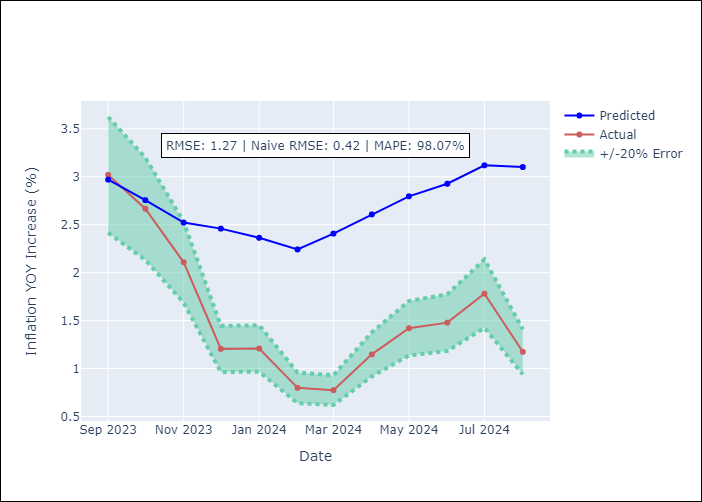 RMSE: 1.27 | Naive RMSE: 0.42 | MAPE: 98.07%
Predicted
Actual
+/-20% Error
Inflation YOY Increase (%)
3.5
3
2.5
2
1.5
1
0.5
Sep 2023
Nov 2023
Jan 2024
Mar 2024
May 2024
Jul 2024
Date